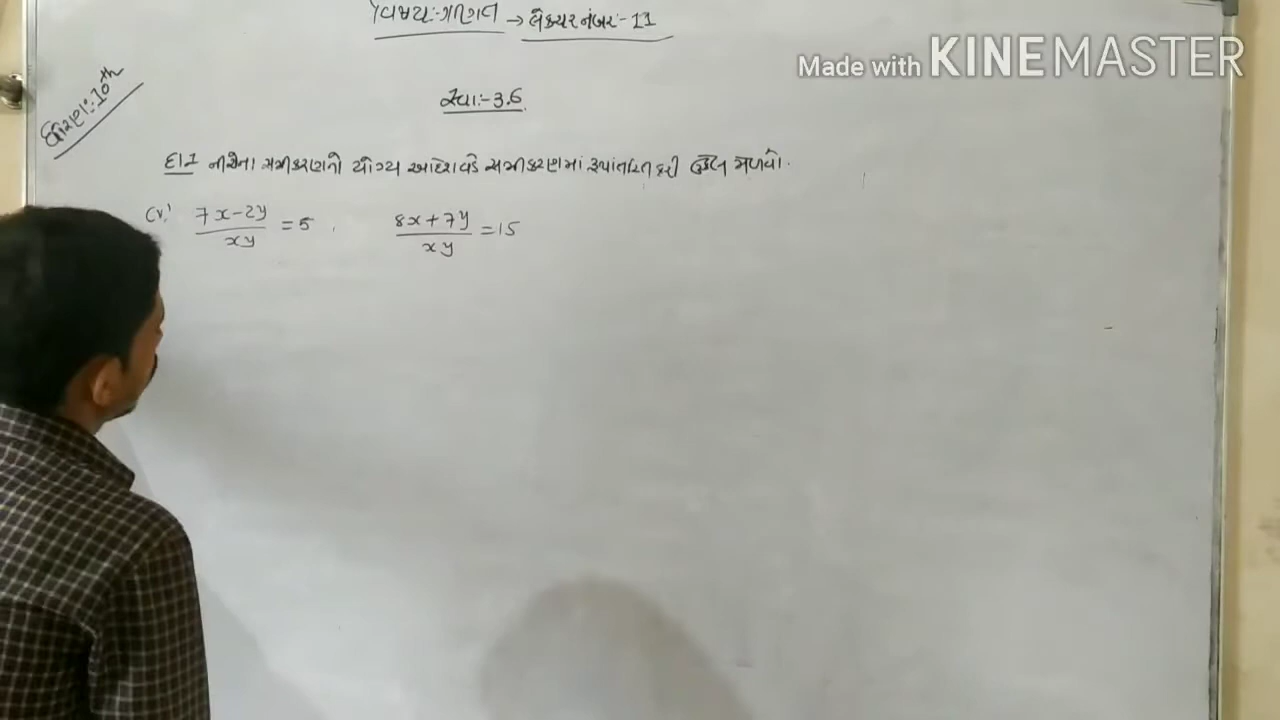 વિષય:-ગણિત → લેક્ચર નંબર:- 11
Made with KINEMASTER
ધોરણ:-10th
સ્વા:-3.6
દા1 નીચેના સમીકરણની યોગ્ય આદેશ વડે સમીકરણમાં રૂપાંતરિત કરી ઉકેલ મેળવો.
(v) 7x-2y/xy = 5, 8x+7y/xy = 15